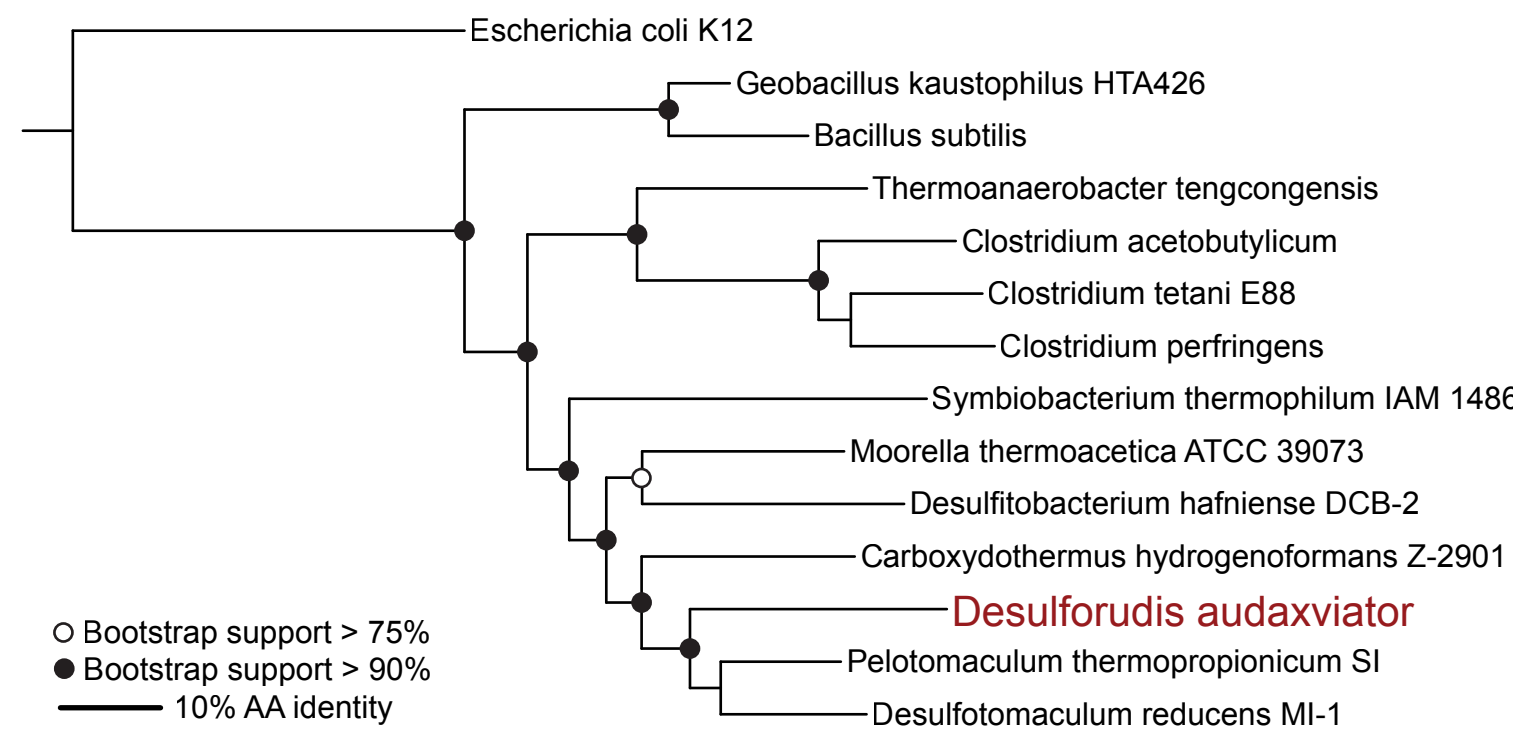 Escherichia coli K12
Geobacillus kaustophilus HTA426
Bacillus subtilis
Thermoanaerobacter tengcongensis
Clostridium acetobutylicum
Clostridium tetani E88
Clostridium perfringens
Symbiobacterium thermophilum IAM 1486
Moorella thermoacetica ATCC 39073
Desulfitobacterium hafniense DCB-2
Carboxydothermus hydrogenoformans Z-2901
Desulforudis audaxviator
Pelotomaculum thermopropionicum SI
Desulfotomaculum reducens MI-1
Bootstrap support > 75%
Bootstrap support > 90%
10% AA identity